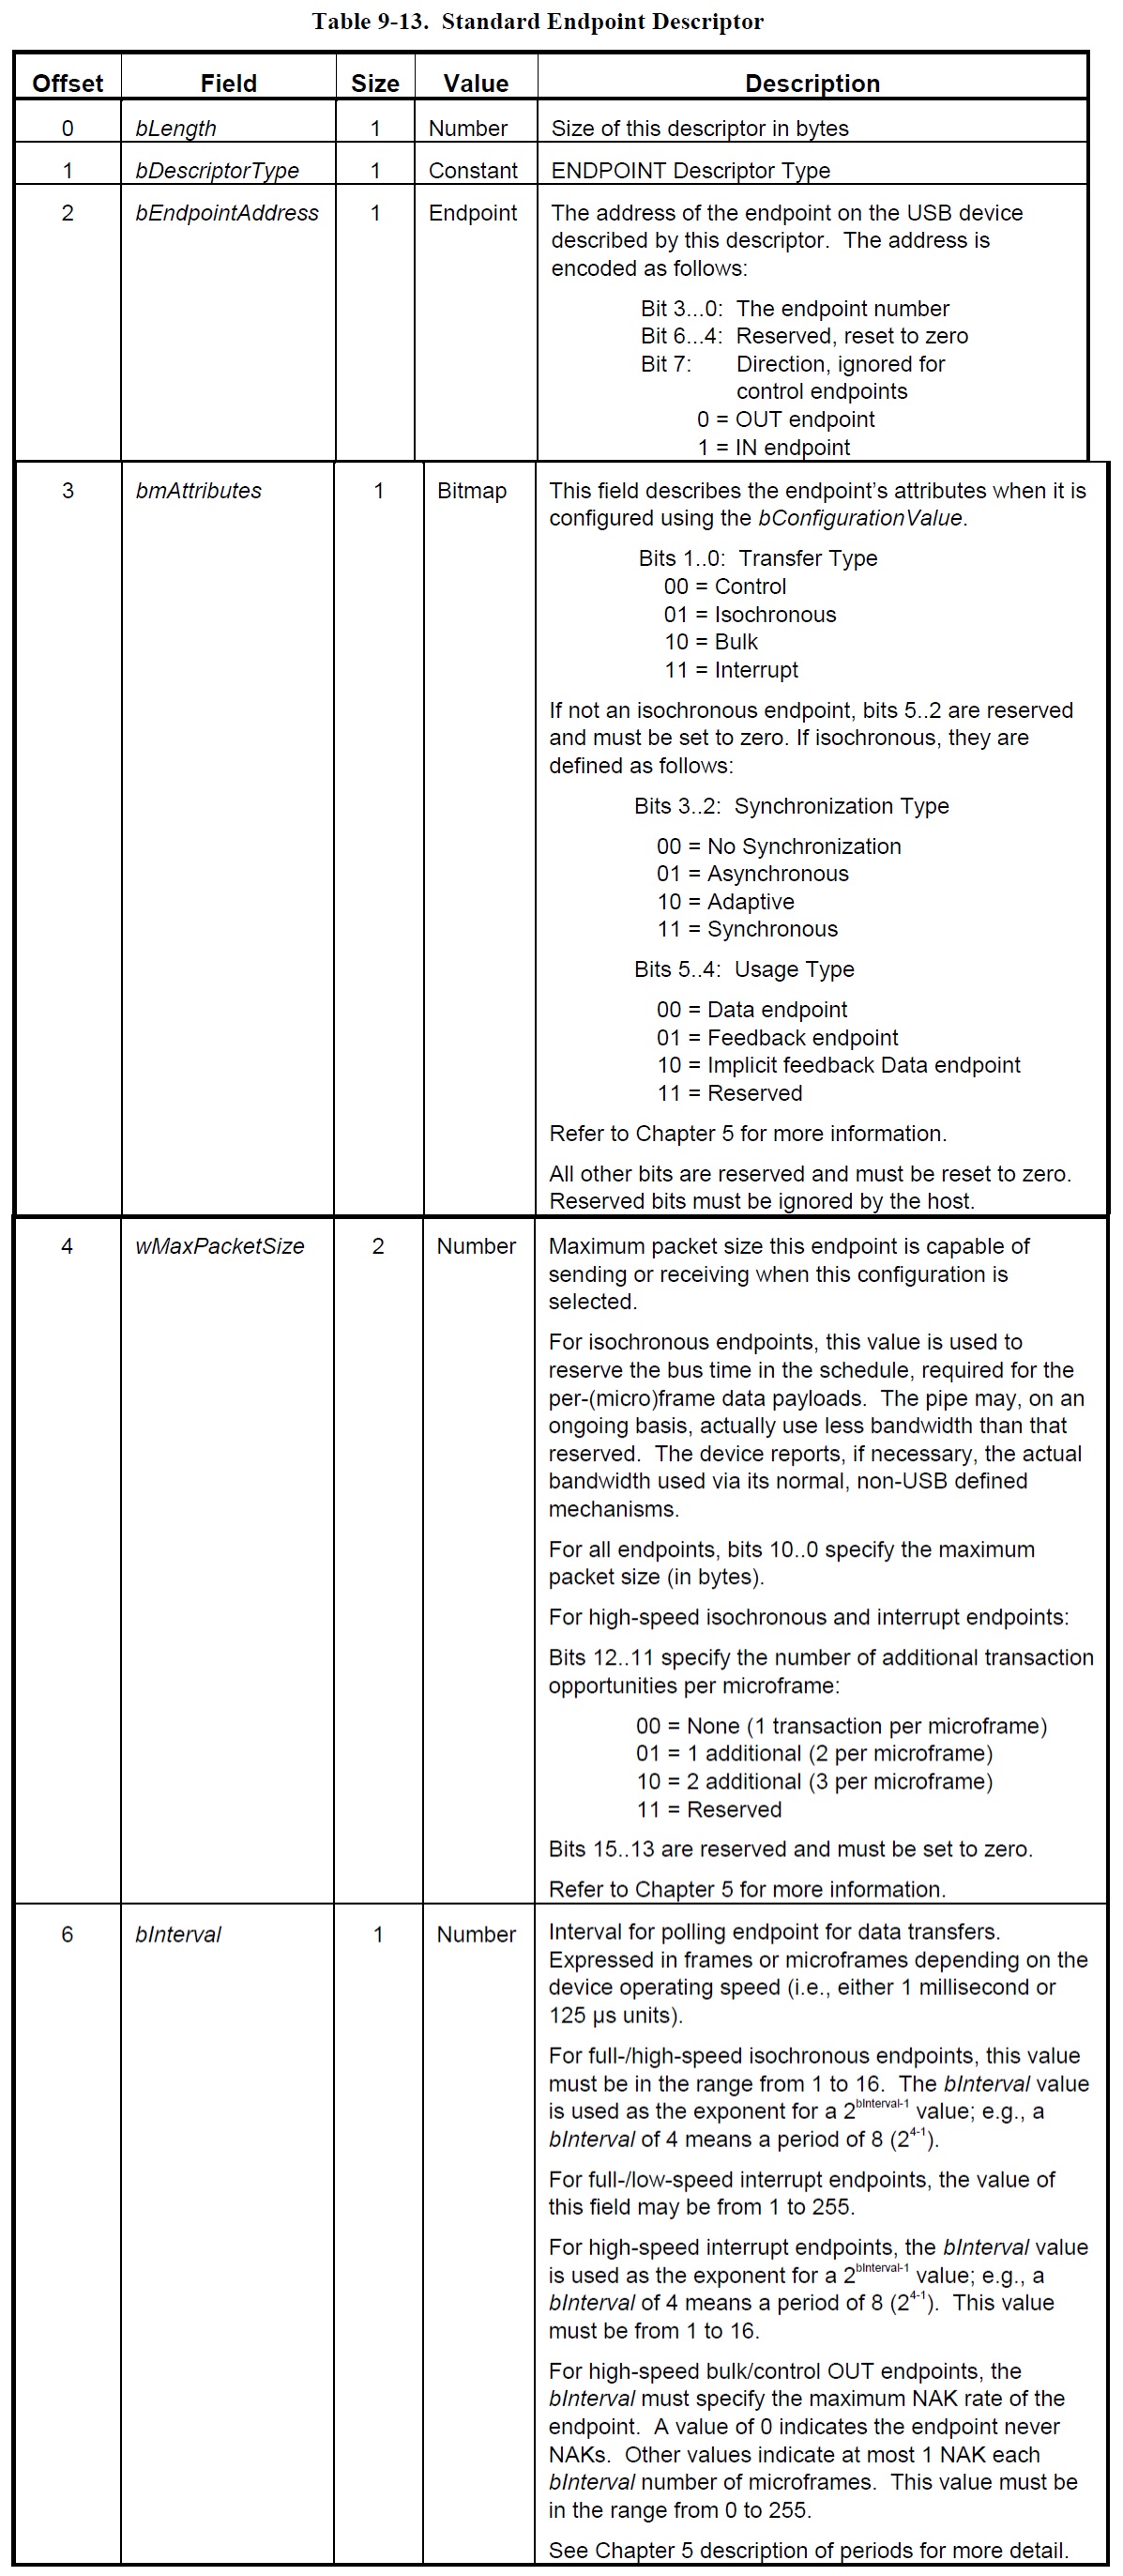 Table 9-13. Standard Endpoint Descriptor
Offset Field Size Value Description
0 bLength 1 Number Size of this descriptor in bytes
1 bDescriptorType 1 Constant ENDPOINT Descriptor Type
2 bEndpointAddress 1 Endpoint The address of the endpoint on the USB device
described by this descriptor. The address is
encoded as follows:
Bit 3...0: The endpoint number
Bit 6...4: Reserved, reset to zero
Bit 7: Direction, ignored for
control endpoints
0 = OUT endpoint
1 = IN endpoint
3 bmAttributes 1 Bitmap This field describes the endpoint’s attributes when it is
configured using the bConfigurationValue.
Bits 1..0: Transfer Type
00 = Control
01 = Isochronous
10 = Bulk
11 = Interrupt
If not an isochronous endpoint, bits 5..2 are reserved
and must be set to zero. If isochronous, they are
defined as follows:
Bits 3..2: Synchronization Type
00 = No Synchronization
01 = Asynchronous
10 = Adaptive
11 = Synchronous
Bits 5..4: Usage Type
00 = Data endpoint
01 = Feedback endpoint
10 = Implicit feedback Data endpoint
11 = Reserved
Refer to Chapter 5 for more information.
All other bits are reserved and must be reset to zero.
Reserved bits must be ignored by the host.
4 wMaxPacketSize 2 Number Maximum packet size this endpoint is capable of
sending or receiving when this configuration is
selected.
For isochronous endpoints, this value is used to
reserve the bus time in the schedule, required for the
per-(micro)frame data payloads. The pipe may, on an
ongoing basis, actually use less bandwidth than that
reserved. The device reports, if necessary, the actual
bandwidth used via its normal, non-USB defined
mechanisms.
For all endpoints, bits 10..0 specify the maximum
packet size (in bytes).
For high-speed isochronous and interrupt endpoints:
Bits 12..11 specify the number of additional transaction
opportunities per microframe:
00 = None (1 transaction per microframe)
01 = 1 additional (2 per microframe)
10 = 2 additional (3 per microframe)
11 = Reserved
Bits 15..13 are reserved and must be set to zero.
Refer to Chapter 5 for more information.
6 bInterval 1 Number Interval for polling endpoint for data transfers.
Expressed in frames or microframes depending on the
device operating speed (i.e., either 1 millisecond or
125 µs units).
For full-/high-speed isochronous endpoints, this value
must be in the range from 1 to 16. The bInterval value
is used as the exponent for a 2^bInterval-1 value; e.g., a
bInterval of 4 means a period of 8 (2^4-1).
For full-/low-speed interrupt endpoints, the value of
this field may be from 1 to 255.
For high-speed interrupt endpoints, the bInterval value
is used as the exponent for a 2^bInterval-1 value; e.g., a
bInterval of 4 means a period of 8 (2^4-1). This value
must be from 1 to 16.
For high-speed bulk/control OUT endpoints, the
bInterval must specify the maximum NAK rate of the
endpoint. A value of 0 indicates the endpoint never
NAKs. Other values indicate at most 1 NAK each
bInterval number of microframes. This value must be
in the range from 0 to 255.
See Chapter 5 description of periods for more detail.